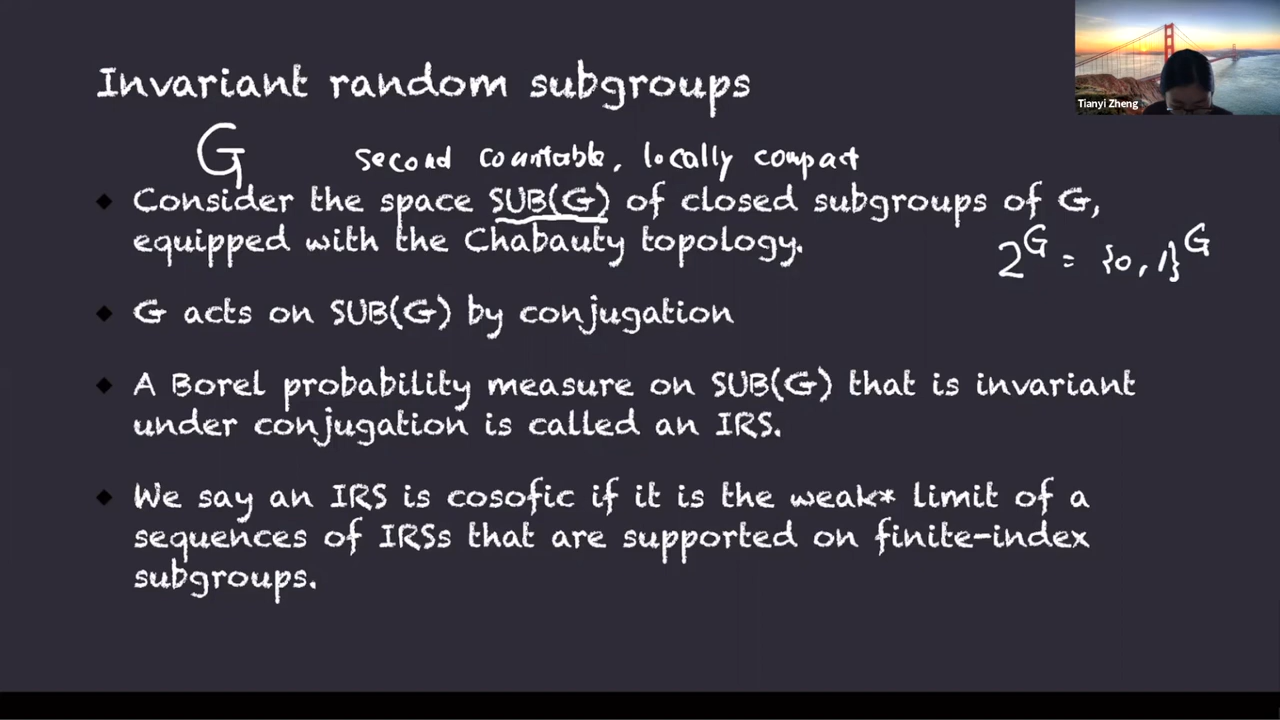 Invariant random subgroups
Tianyi Zheng
G second countable, locally compact
◆ Consider the space SUB(G) of closed subgroups of G,
equipped with the Chabauty topology.
2^G = {0, 1}^G
◆ G acts on SUB(G) by conjugation
◆ A Borel probability measure on SUB(G) that is invariant
under conjugation is called an IRS.
◆ We say an IRS is cosofic if it is the weak* limit of a
sequences of IRSs that are supported on finite-index
subgroups.